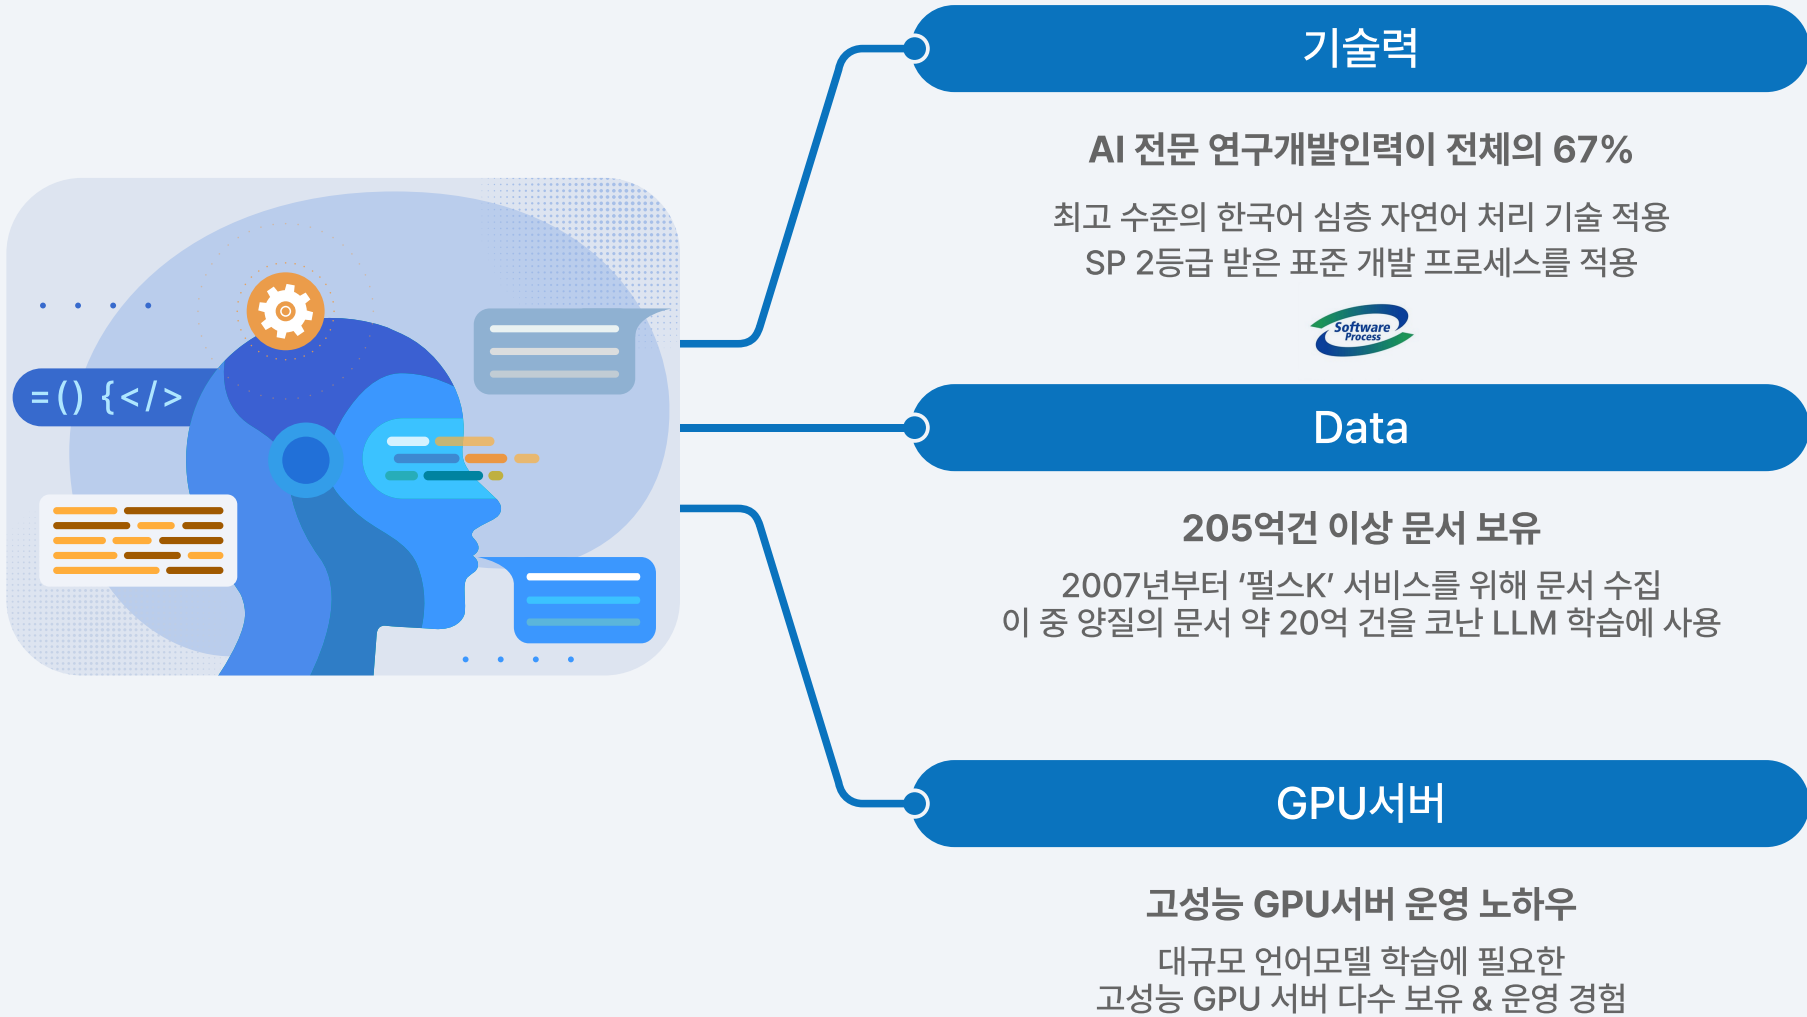 기술력
AI 전문 연구개발인력이 전체의 67%
최고 수준의 한국어 심층 자연어 처리 기술 적용
SP 2등급 받은 표준 개발 프로세스를 적용
Software
Process
=() {</>
Data
205억건 이상 문서 보유
2007년부터 ‘펄스K’ 서비스를 위해 문서 수집
이 중 양질의 문서 약 20억 건을 코난 LLM 학습에 사용
GPU서버
고성능 GPU서버 운영 노하우
대규모 언어모델 학습에 필요한
고성능 GPU 서버 다수 보유 & 운영 경험